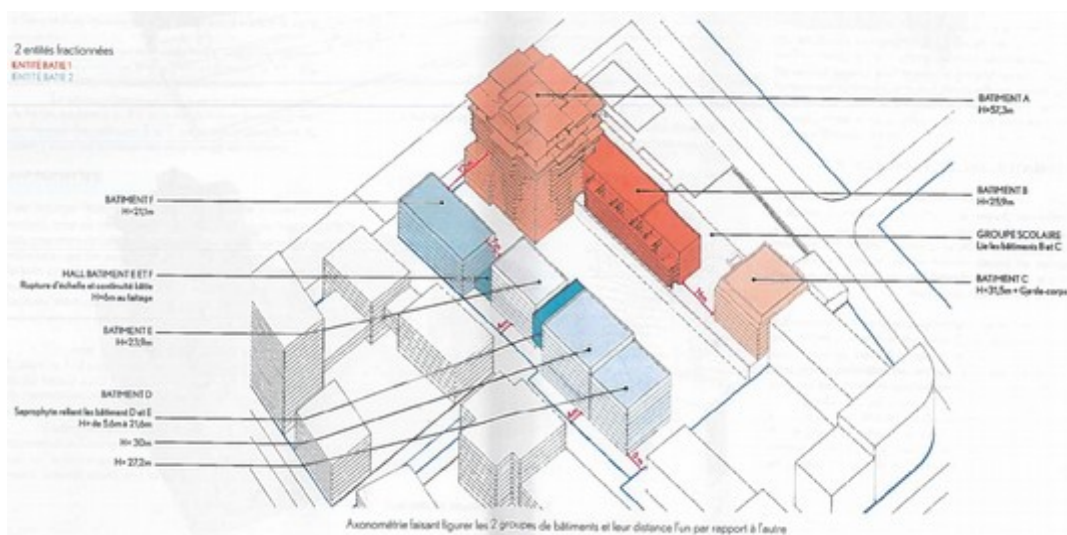 2 entités fractionnées
ENTITÉ BATIE 1
ENTITÉ BATIE 2
BATIMENT A
H=57,3m
BATIMENT B
H=25,9m
GROUPE SCOLAIRE
Lie les bâtiments B et C
BATIMENT C
H=31,5m + Garde-corps
BATIMENT F
H=21,1m
HALL BATIMENT E ET F
Rupture d'échelle et continuité bâtie
H=6m au faîtage
BATIMENT E
H=23,9m
BATIMENT D
Saprophyte reliant les bâtiment D et E
H= de 5.6m à 21,6m
H= 30m
H= 27,2m
Axonométrie faisant figurer les 2 groupes de bâtiments et leur distance l'un par rapport à l'autre